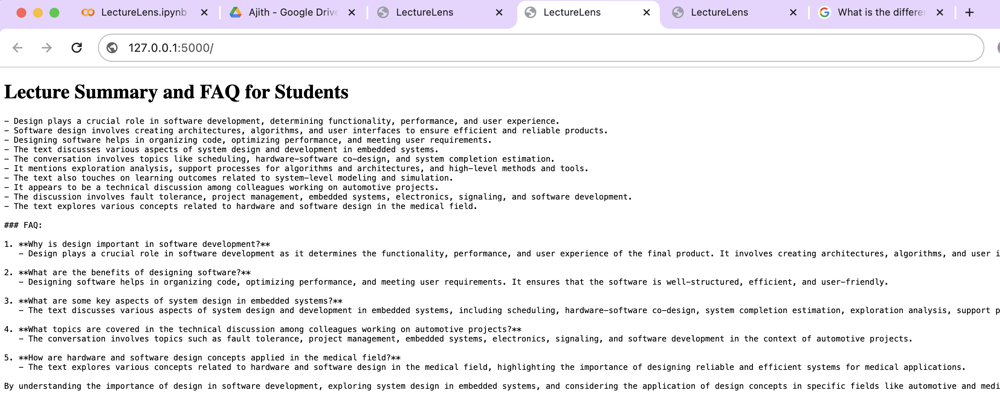 LectureLens.ipynb
Ajith - Google Drive
LectureLens
LectureLens
LectureLens
What is the differen
127.0.0.1:5000/
Lecture Summary and FAQ for Students
- Design plays a crucial role in software development, determining functionality, performance, and user experience.
- Software design involves creating architectures, algorithms, and user interfaces to ensure efficient and reliable products.
- Designing software helps in organizing code, optimizing performance, and meeting user requirements.
- The text discusses various aspects of system design and development in embedded systems.
- The conversation involves topics like scheduling, hardware-software co-design, and system completion estimation.
- It mentions exploration analysis, support processes for algorithms and architectures, and high-level methods and tools.
- The text also touches on learning outcomes related to system-level modeling and simulation.
- It appears to be a technical discussion among colleagues working on automotive projects.
- The discussion involves fault tolerance, project management, embedded systems, electronics, signaling, and software development.
- The text explores various concepts related to hardware and software design in the medical field.
### FAQ:
1. **Why is design important in software development?**
- Design plays a crucial role in software development as it determines the functionality, performance, and user experience of the final product. It involves creating architectures, algorithms, and user i
2. **What are the benefits of designing software?**
- Designing software helps in organizing code, optimizing performance, and meeting user requirements. It ensures that the software is well-structured, efficient, and user-friendly.
3. **What are some key aspects of system design in embedded systems?**
- The text discusses various aspects of system design and development in embedded systems, including scheduling, hardware-software co-design, system completion estimation, exploration analysis, support p
4. **What topics are covered in the technical discussion among colleagues working on automotive projects?**
- The conversation involves topics such as fault tolerance, project management, embedded systems, electronics, signaling, and software development in the context of automotive projects.
5. **How are hardware and software design concepts applied in the medical field?**
- The text explores various concepts related to hardware and software design in the medical field, highlighting the importance of designing reliable and efficient systems for medical applications.
By understanding the importance of design in software development, exploring system design in embedded systems, and considering the application of design concepts in specific fields like automotive and medi